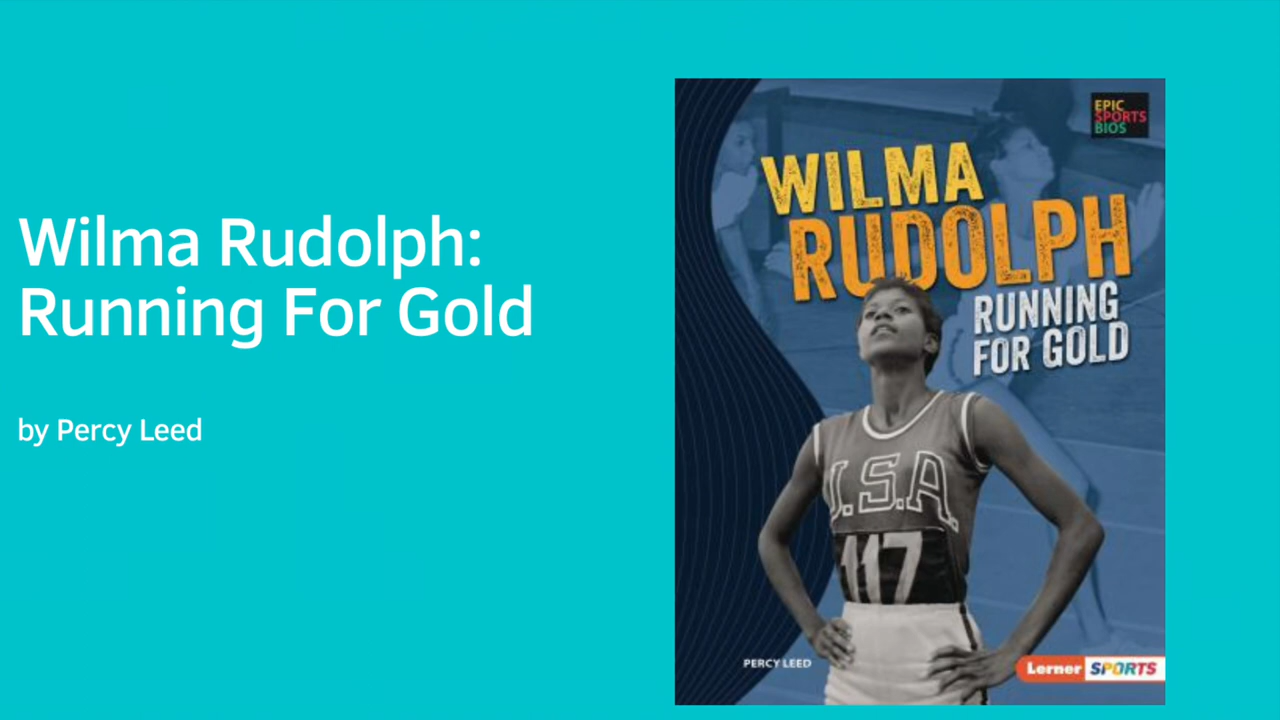 Wilma Rudolph:
Running For Gold
by Percy Leed
EPIC
SPORTS
BIOS
WILMA
RUDOLPH
RUNNING
FOR GOLD
U.S.A.
117
PERCY LEED
Lerner SPORTS